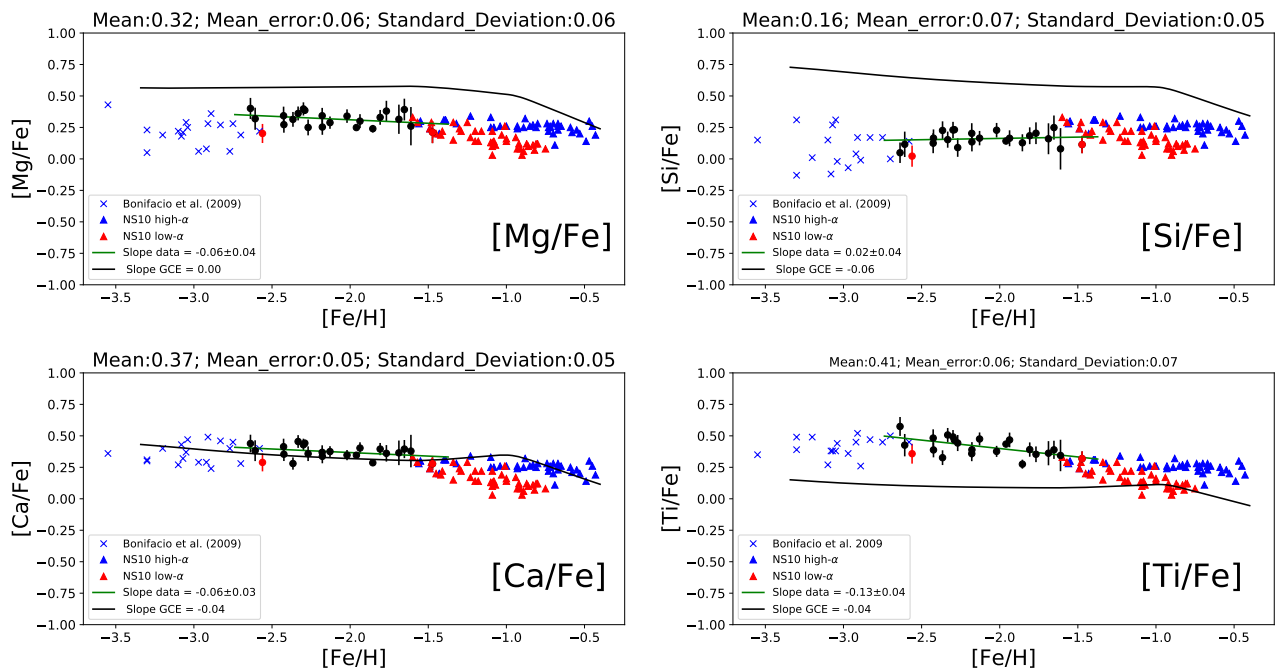 Mean:0.32; Mean_error:0.06; Standard_Deviation:0.06
1.00
0.75
0.50
0.25
0.00
−0.25
−0.50
−0.75
−1.00
[Mg/Fe]
× Bonifacio et al. (2009)
NS10 high-α
NS10 low-α
Slope data = -0.06±0.04
Slope GCE = 0.00
[Mg/Fe]
−3.5 −3.0 −2.5 −2.0 −1.5 −1.0 −0.5
[Fe/H]
Mean:0.16; Mean_error:0.07; Standard_Deviation:0.05
1.00
0.75
0.50
0.25
0.00
−0.25
−0.50
−0.75
−1.00
[Si/Fe]
Bonifacio et al. (2009)
NS10 high-α
NS10 low-α
Slope data = 0.02±0.04
Slope GCE = -0.06
[Si/Fe]
−3.5 −3.0 −2.5 −2.0 −1.5 −1.0 −0.5
[Fe/H]
Mean:0.37; Mean_error:0.05; Standard_Deviation:0.05
1.00
0.75
0.50
0.25
0.00
−0.25
−0.50
−0.75
−1.00
[Ca/Fe]
Bonifacio et al. (2009)
NS10 high-α
NS10 low-α
Slope data = -0.06±0.03
Slope GCE = -0.04
[Ca/Fe]
−3.5 −3.0 −2.5 −2.0 −1.5 −1.0 −0.5
[Fe/H]
Mean:0.41; Mean_error:0.06; Standard_Deviation:0.07
1.00
0.75
0.50
0.25
0.00
−0.25
−0.50
−0.75
−1.00
[Ti/Fe]
Bonifacio et al. 2009
NS10 high-α
NS10 low-α
Slope data = -0.13±0.04
Slope GCE = -0.04
[Ti/Fe]
−3.5 −3.0 −2.5 −2.0 −1.5 −1.0 −0.5
[Fe/H]